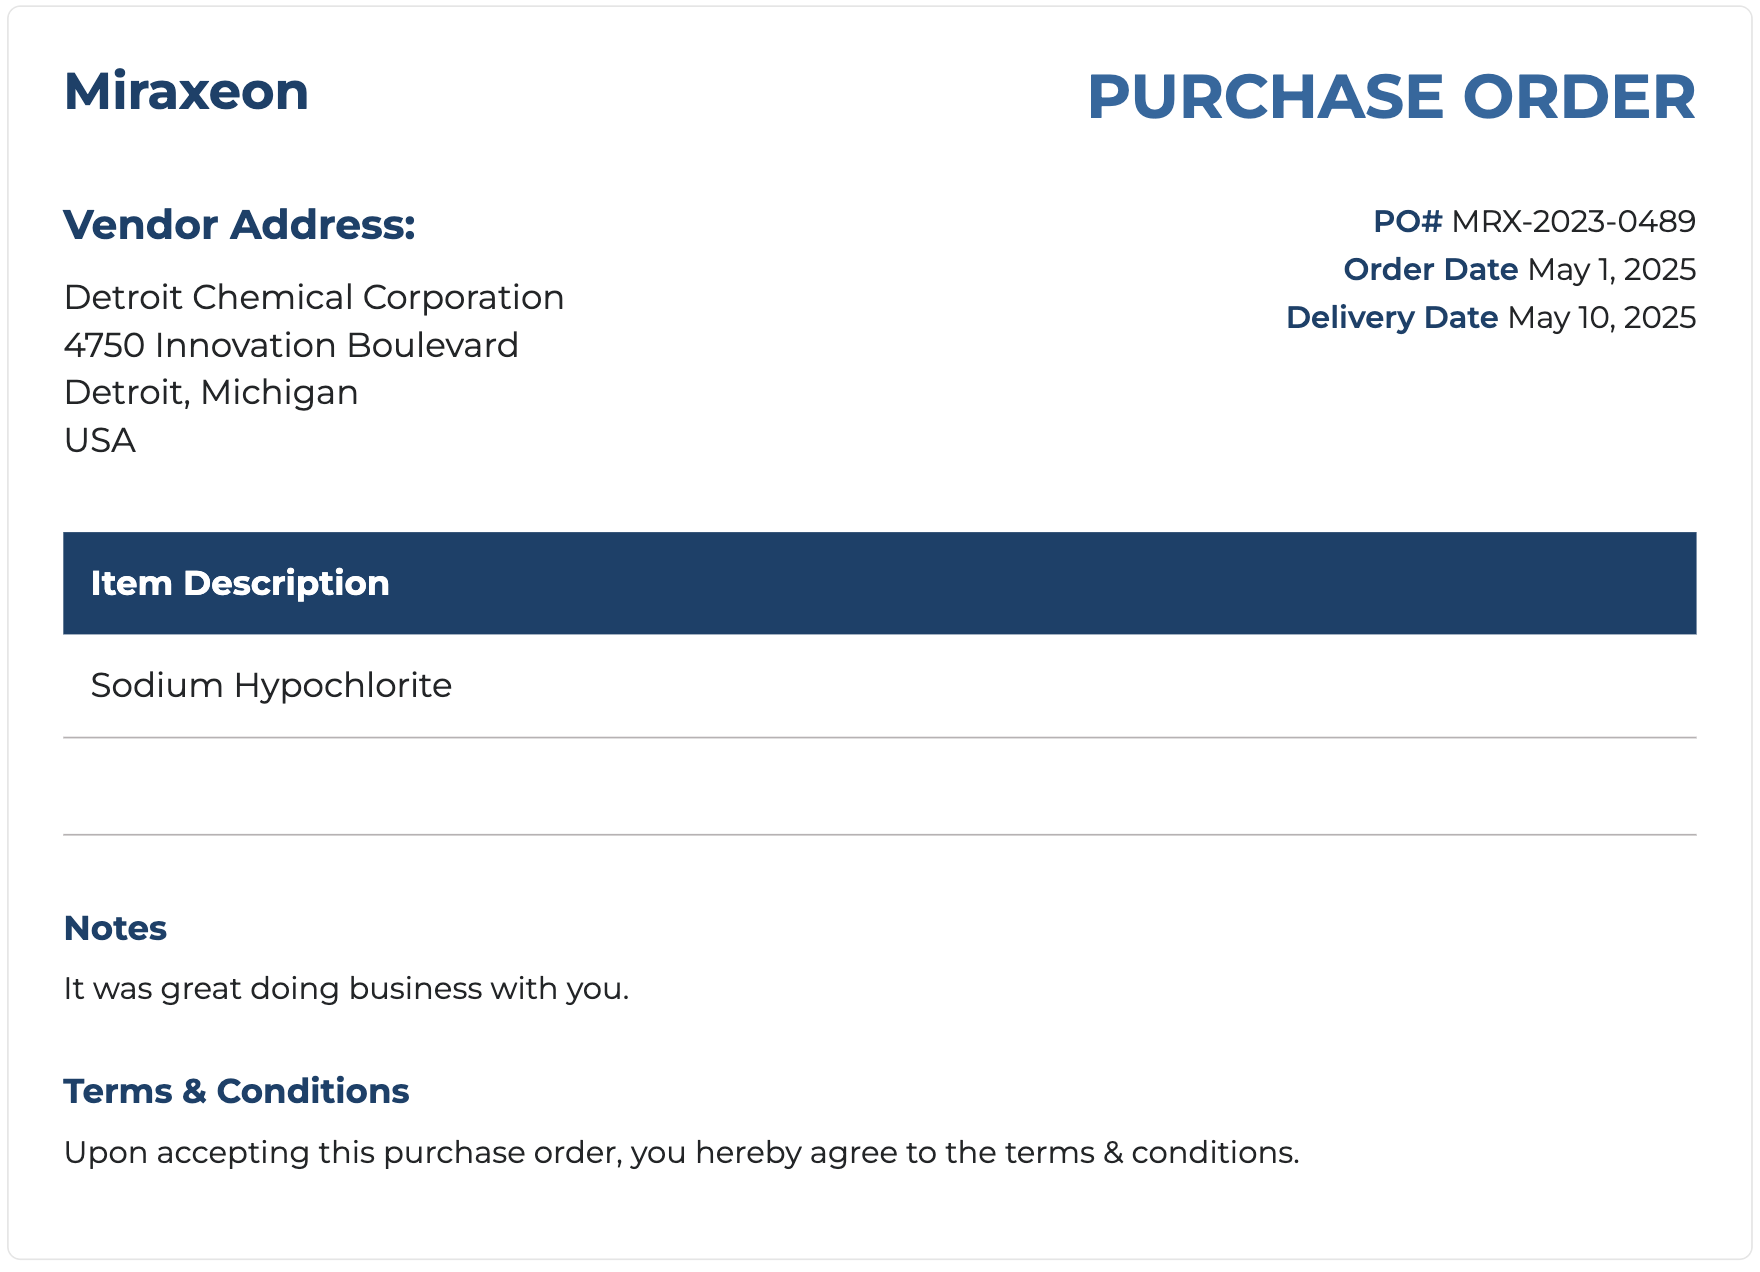 Miraxeon
PURCHASE ORDER
Vendor Address:
Detroit Chemical Corporation
4750 Innovation Boulevard
Detroit, Michigan
USA
PO# MRX-2023-0489
Order Date May 1, 2025
Delivery Date May 10, 2025
Item Description
Sodium Hypochlorite
Notes
It was great doing business with you.
Terms & Conditions
Upon accepting this purchase order, you hereby agree to the terms & conditions.